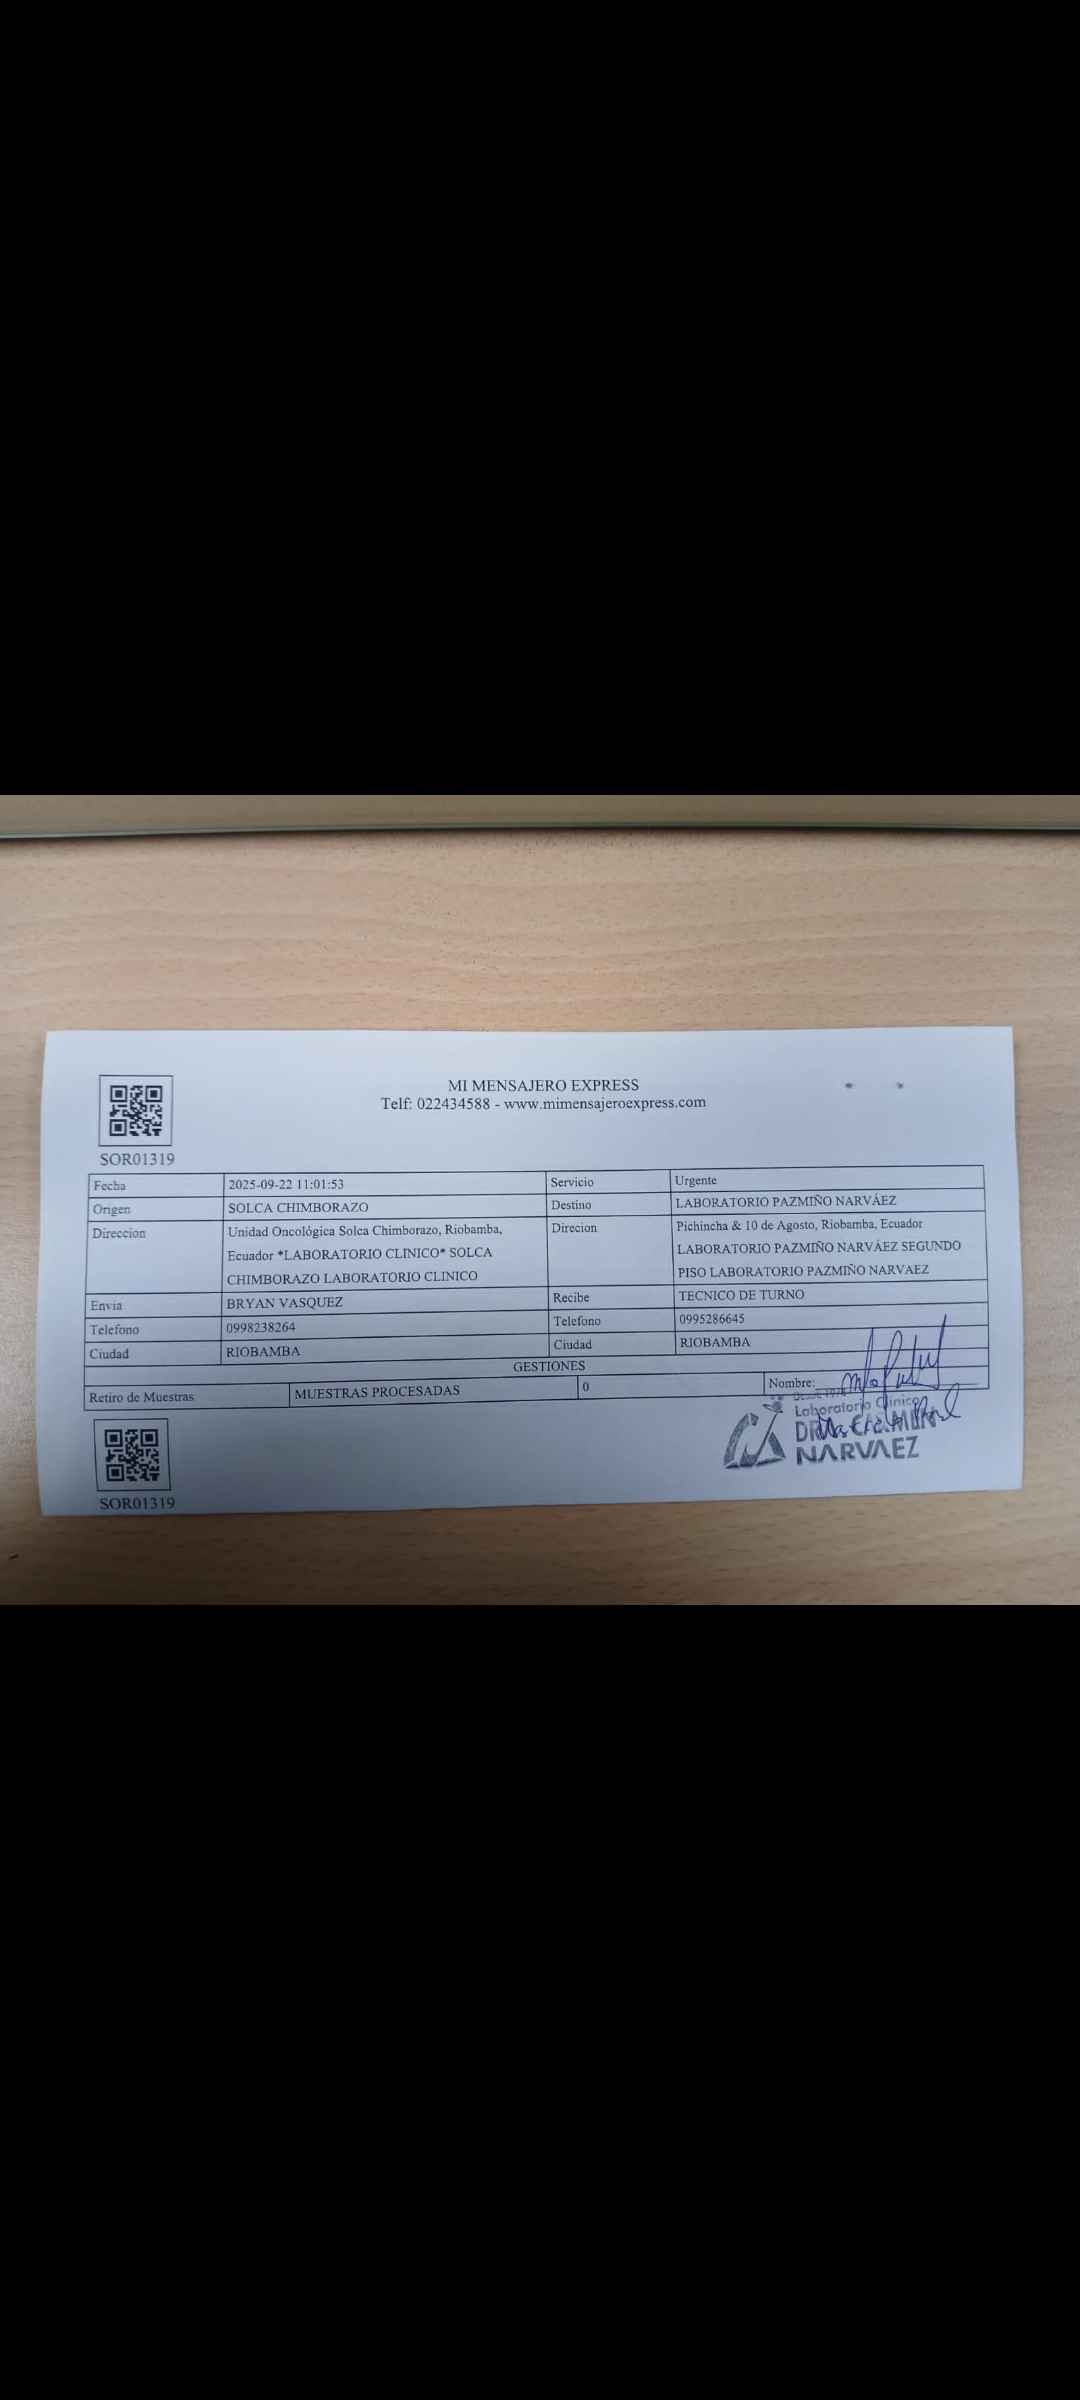 MI MENSAJERO EXPRESS
Telf: 022434588 - www.mimensajeroexpress.com
SOR01319
Fecha 2025-09-22 11:01:53 Servicio Urgente
Origen SOLCA CHIMBORAZO Destino LABORATORIO PAZMIÑO NARVÁEZ
Direccion Unidad Oncológica Solca Chimborazo, Riobamba, Direcion Pichincha & 10 de Agosto, Riobamba, Ecuador
Ecuador *LABORATORIO CLINICO* SOLCA LABORATORIO PAZMIÑO NARVÁEZ SEGUNDO
CHIMBORAZO LABORATORIO CLINICO PISO LABORATORIO PAZMIÑO NARVAEZ
Envia BRYAN VASQUEZ Recibe TECNICO DE TURNO
Telefono 0998238264 Telefono 0995286645
Ciudad RIOBAMBA Ciudad RIOBAMBA
GESTIONES
Retiro de Muestras MUESTRAS PROCESADAS 0 Nombre:
Laboratorio Clínico
NARVAEZ
SOR01319